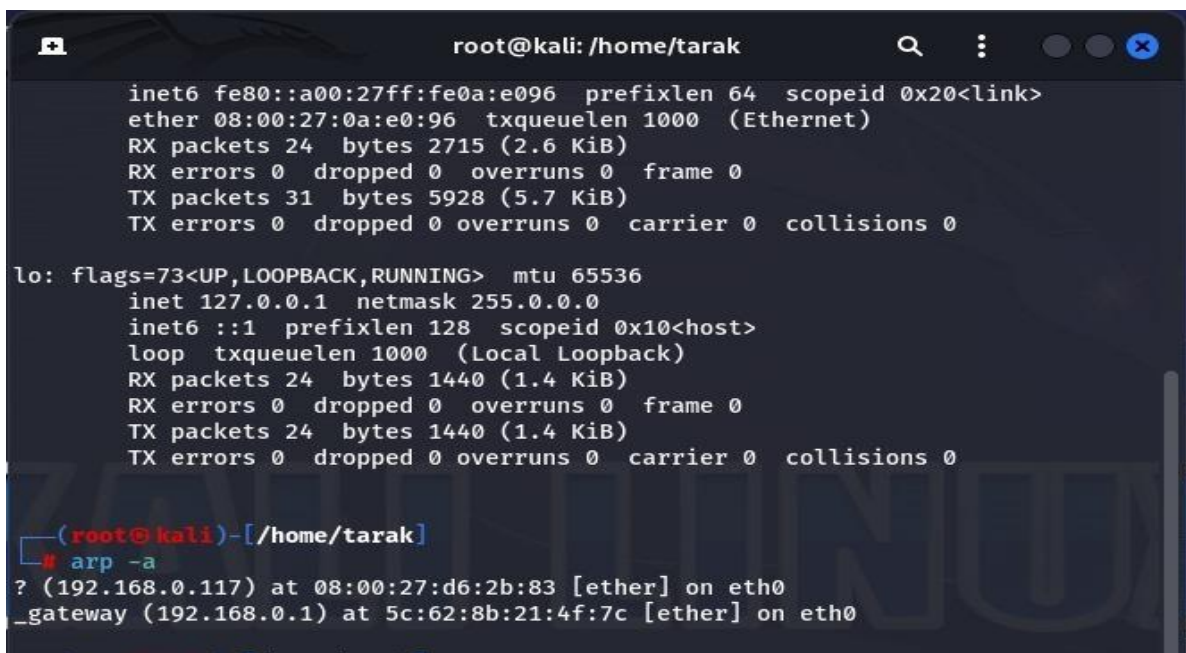 root@kali: /home/tarak
inet6 fe80::a00:27ff:fe0a:e096 prefixlen 64 scopeid 0x20<link>
ether 08:00:27:0a:e0:96 txqueuelen 1000 (Ethernet)
RX packets 24 bytes 2715 (2.6 KiB)
RX errors 0 dropped 0 overruns 0 frame 0
TX packets 31 bytes 5928 (5.7 KiB)
TX errors 0 dropped 0 overruns 0 carrier 0 collisions 0
lo: flags=73<UP,LOOPBACK,RUNNING> mtu 65536
inet 127.0.0.1 netmask 255.0.0.0
inet6 ::1 prefixlen 128 scopeid 0x10<host>
loop txqueuelen 1000 (Local Loopback)
RX packets 24 bytes 1440 (1.4 KiB)
RX errors 0 dropped 0 overruns 0 frame 0
TX packets 24 bytes 1440 (1.4 KiB)
TX errors 0 dropped 0 overruns 0 carrier 0 collisions 0
┌──(root㉿kali)-[/home/tarak]
└─# arp -a
? (192.168.0.117) at 08:00:27:d6:2b:83 [ether] on eth0
_gateway (192.168.0.1) at 5c:62:8b:21:4f:7c [ether] on eth0